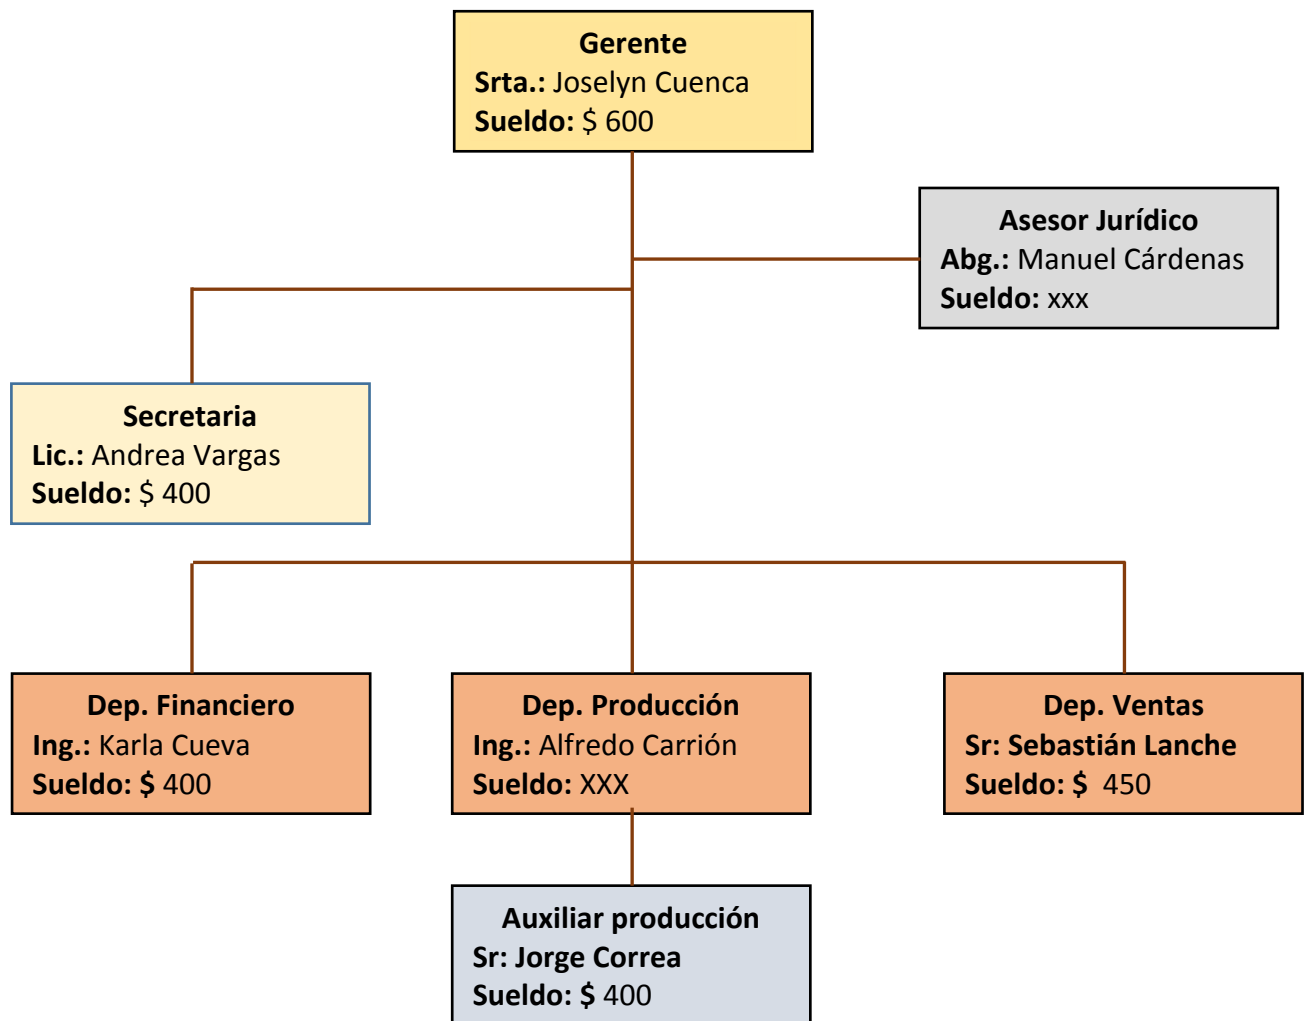 Gerente
Srta.: Joselyn Cuenca
Sueldo: $ 600
Asesor Jurídico
Abg.: Manuel Cárdenas
Sueldo: xxx
Secretaria
Lic.: Andrea Vargas
Sueldo: $ 400
Dep. Financiero
Ing.: Karla Cueva
Sueldo: $ 400
Dep. Producción
Ing.: Alfredo Carrión
Sueldo: XXX
Dep. Ventas
Sr: Sebastián Lanche
Sueldo: $  450
Auxiliar producción
Sr: Jorge Correa
Sueldo: $ 400